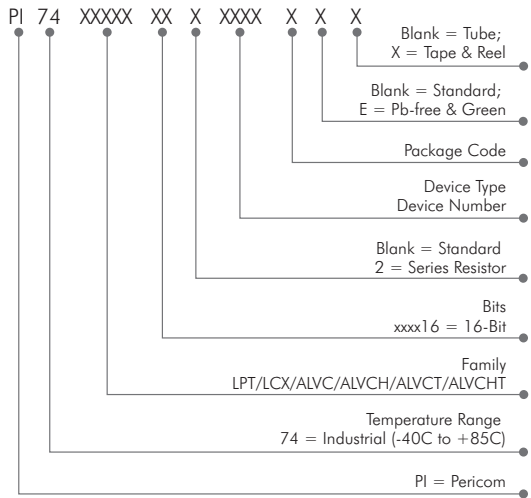 PI 74 XXXXX XX X XXXX X X X
Blank = Tube;
X = Tape & Reel
Blank = Standard;
E = Pb-free & Green
Package Code
Device Type
Device Number
Blank = Standard
2 = Series Resistor
Bits
xxxx16 = 16-Bit
Family
LPT/LCX/ALVC/ALVCH/ALVCT/ALVCHT
Temperature Range
74 = Industrial (-40C to +85C)
PI = Pericom